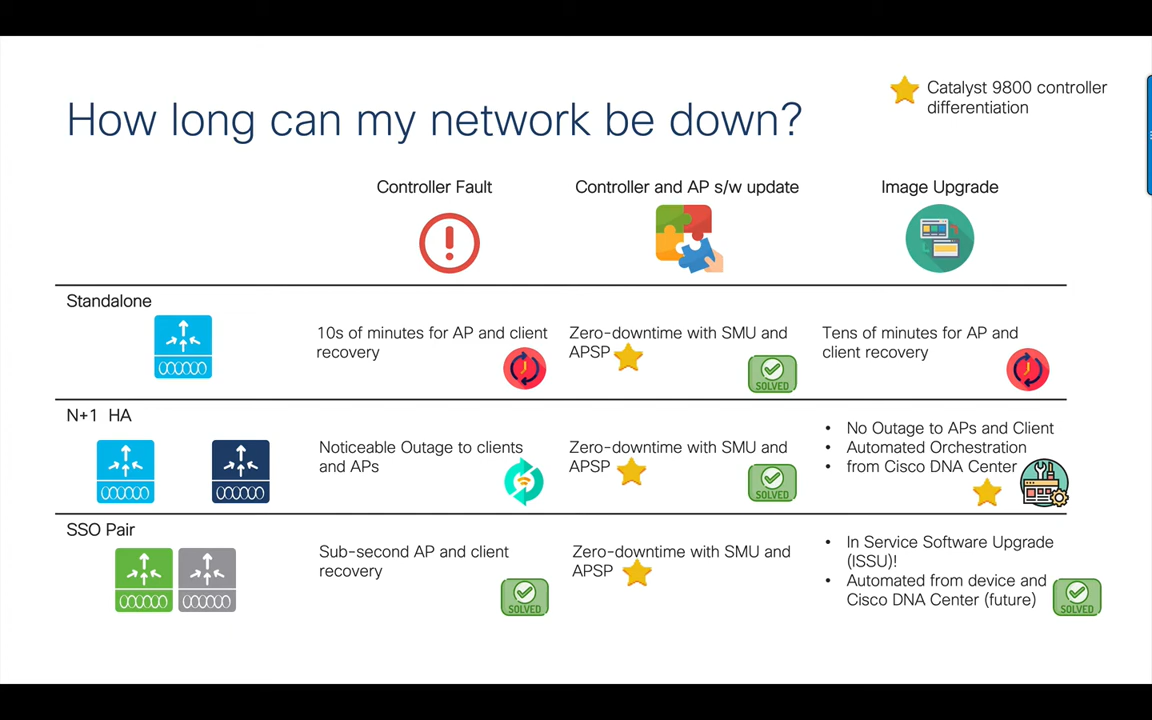 How long can my network be down?
Catalyst 9800 controller
differentiation
Controller Fault
Controller and AP s/w update
Image Upgrade
Standalone
10s of minutes for AP and client
recovery
Zero-downtime with SMU and
APSP
SOLVED
Tens of minutes for AP and
client recovery
N+1 HA
Noticeable Outage to clients
and APs
Zero-downtime with SMU and
APSP
SOLVED
• No Outage to APs and Client
• Automated Orchestration
• from Cisco DNA Center
SSO Pair
Sub-second AP and client
recovery
SOLVED
Zero-downtime with SMU and
APSP
• In Service Software Upgrade
(ISSU)!
• Automated from device and
Cisco DNA Center (future)
SOLVED